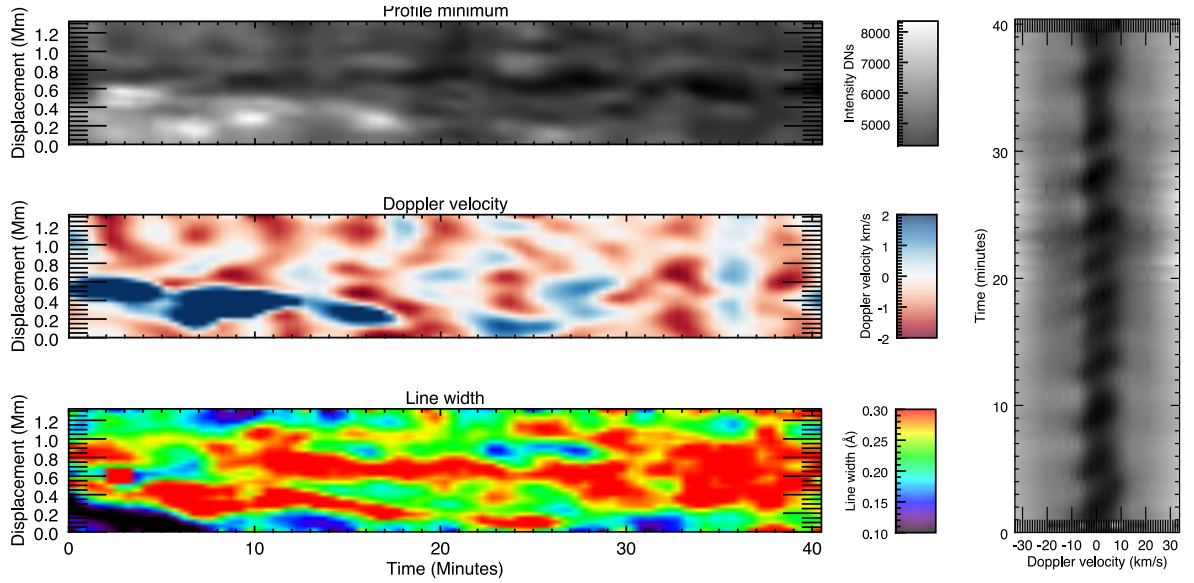 Profile minimum
Displacement (Mm)
1.2
1.0
0.8
0.6
0.4
0.2
0.0
Intensity DNs
8000
7000
6000
5000
Doppler velocity
Displacement (Mm)
1.2
1.0
0.8
0.6
0.4
0.2
0.0
Doppler velocity km/s
2
1
0
-1
-2
Line width
Displacement (Mm)
1.2
1.0
0.8
0.6
0.4
0.2
0.0
0 10 20 30 40
Time (Minutes)
Line width (Å)
0.30
0.25
0.20
0.15
0.10
Time (minutes)
40
30
20
10
0
-30 -20 -10 0 10 20 30
Doppler velocity (km/s)